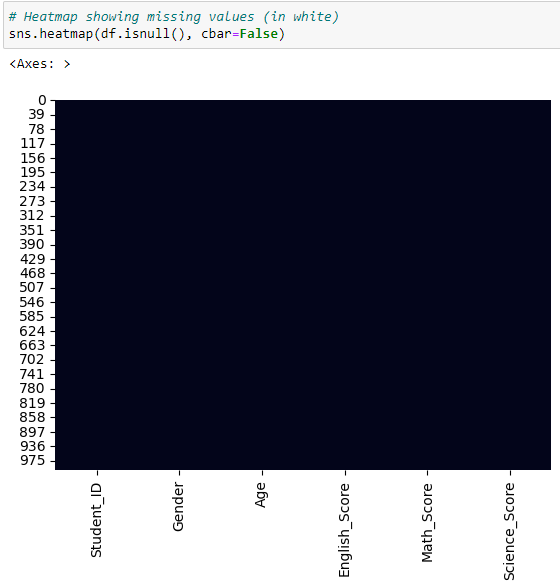 # Heatmap showing missing values (in white)
sns.heatmap(df.isnull(), cbar=False)
<Axes: >
0
39
78
117
156
195
234
273
312
351
390
429
468
507
546
585
624
663
702
741
780
819
858
897
936
975
Student_ID
Gender
Age
English_Score
Math_Score
Science_Score